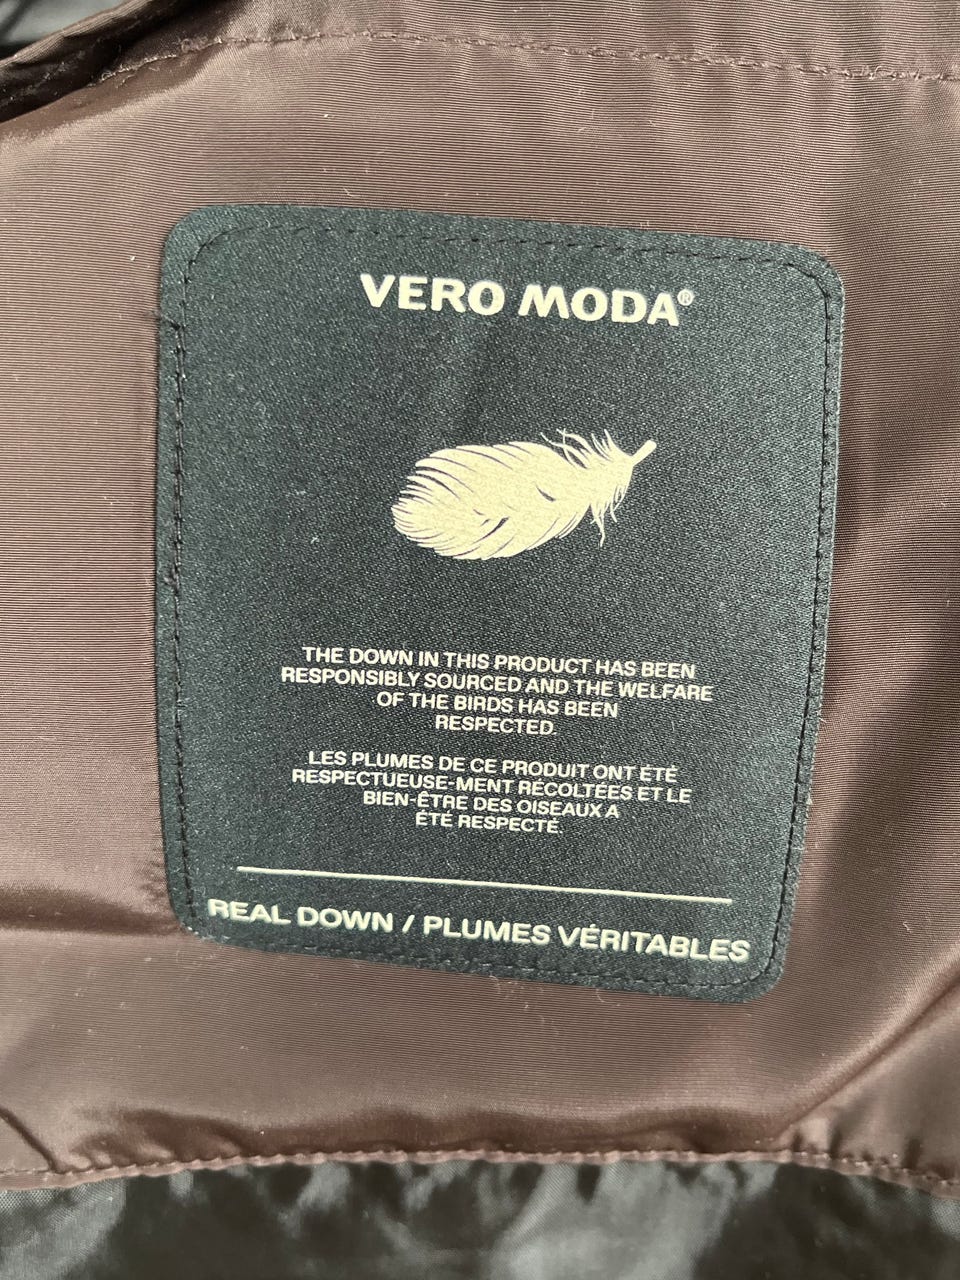 VERO MODA®
THE DOWN IN THIS PRODUCT HAS BEEN
RESPONSIBLY SOURCED AND THE WELFARE
OF THE BIRDS HAS BEEN
RESPECTED.
LES PLUMES DE CE PRODUIT ONT ÉTÉ
RESPECTUEUSE-MENT RÉCOLTÉES ET LE
BIEN-ÊTRE DES OISEAUX A
ÉTÉ RESPECTÉ.
REAL DOWN / PLUMES VÉRITABLES